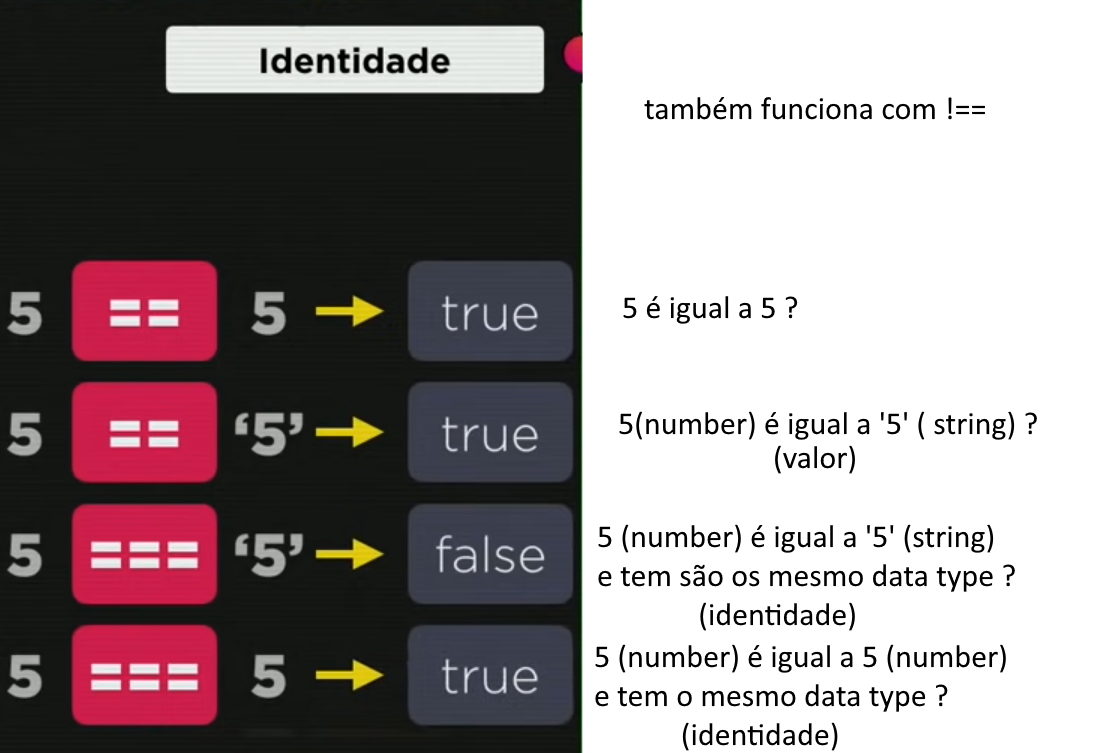 Identidade
também funciona com !==
5 == 5 → true
5 é igual a 5 ?
5 == ‘5’ → true
5(number) é igual a '5' ( string) ?
(valor)
5 === ‘5’ → false
5 (number) é igual a '5' (string)
e tem são os mesmo data type ?
(identidade)
5 === 5 → true
5 (number) é igual a 5 (number)
e tem o mesmo data type ?
(identidade)